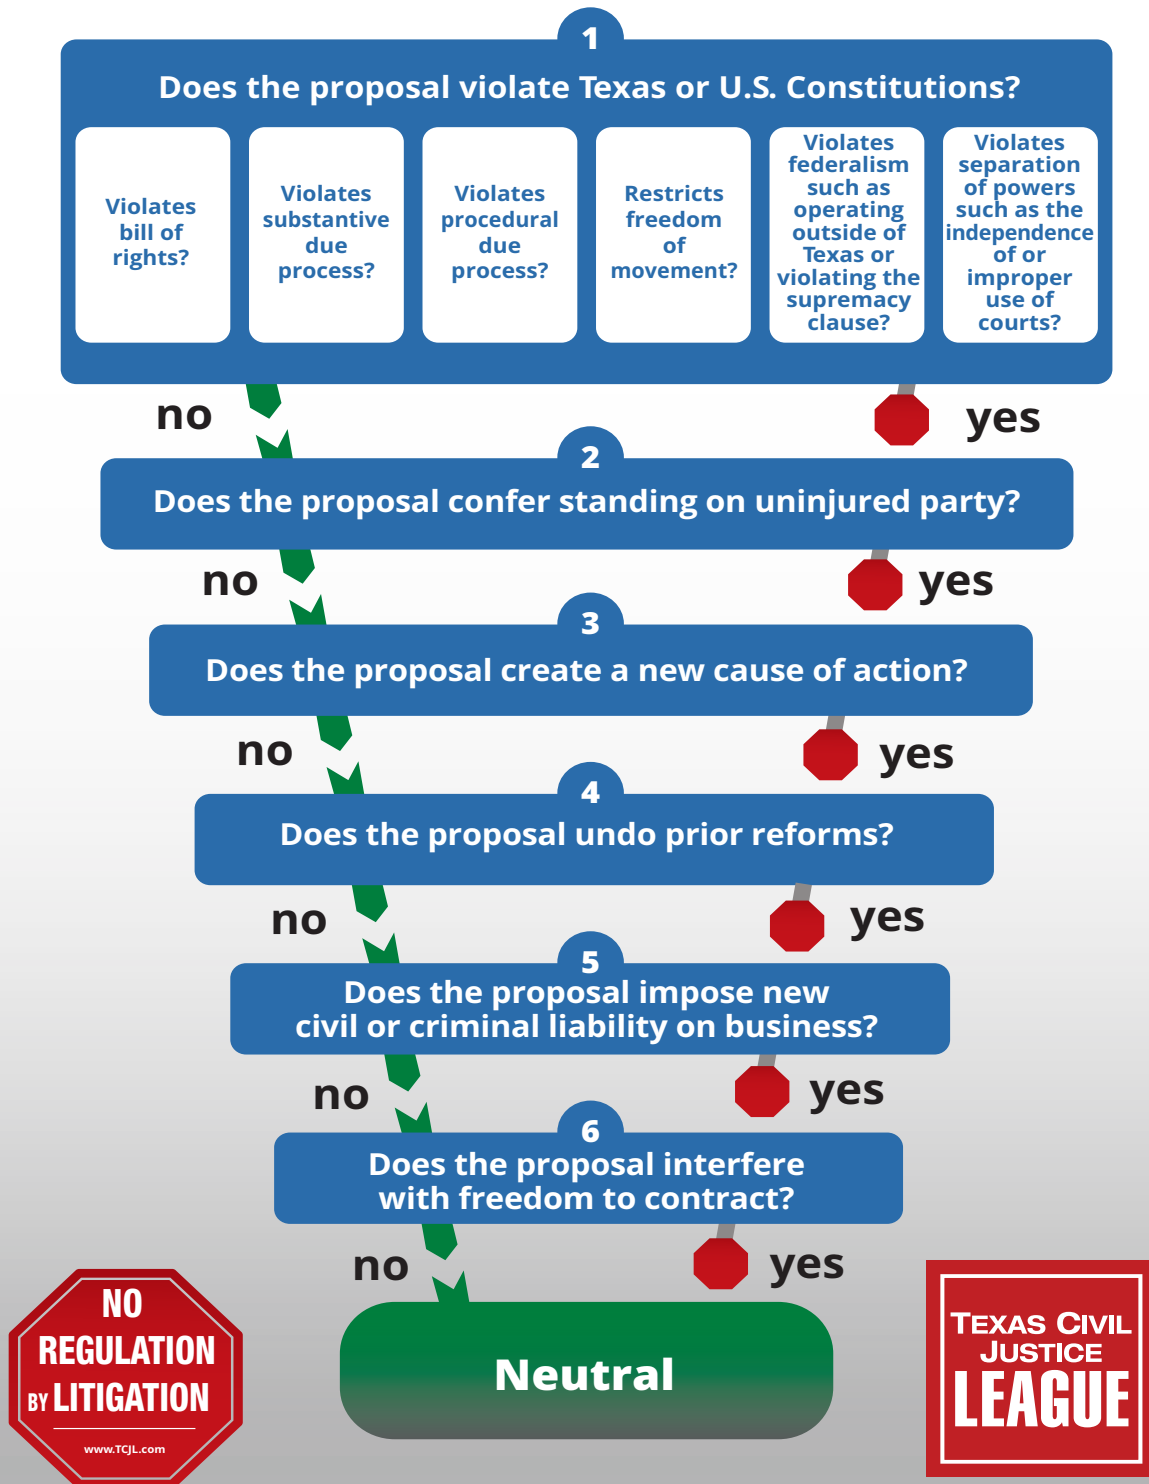 1
Does the proposal violate Texas or U.S. Constitutions?
Violates
bill of
rights?
Violates
substantive
due
process?
Violates
procedural
due
process?
Restricts
freedom
of
movement?
Violates
federalism
such as
operating
outside of
Texas or
violating the
supremacy
clause?
Violates
separation
of powers
such as the
independence
of or
improper
use of
courts?
no
yes
2
Does the proposal confer standing on uninjured party?
no
yes
3
Does the proposal create a new cause of action?
no
yes
4
Does the proposal undo prior reforms?
no
yes
5
Does the proposal impose new
civil or criminal liability on business?
no
yes
6
Does the proposal interfere
with freedom to contract?
no
yes
Neutral
NO
REGULATION
BY LITIGATION
www.TCJL.com
TEXAS CIVIL
JUSTICE
LEAGUE